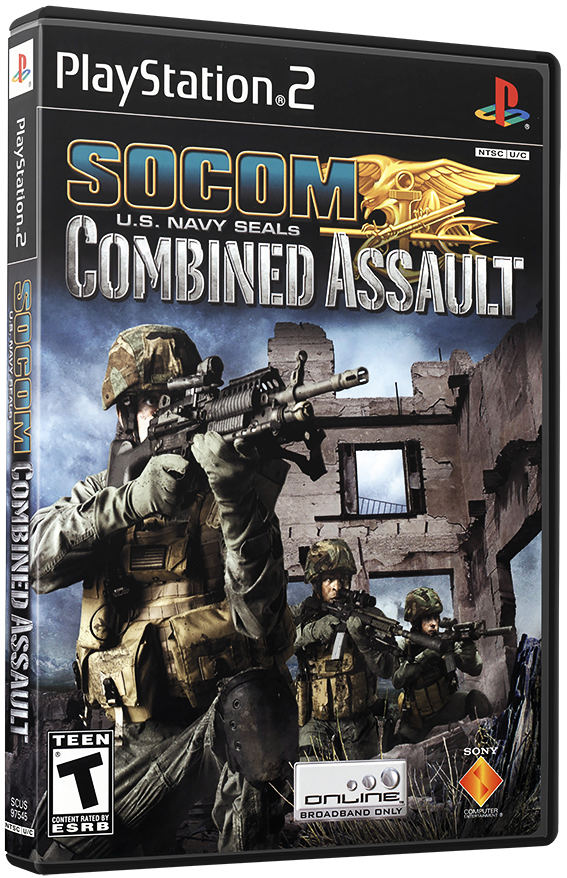 PlayStation®2
NTSC U/C
SOCOM
U.S. NAVY SEALS
COMBINED ASSAULT
TEEN
T
CONTENT RATED BY
ESRB
ONLINE
BROADBAND ONLY
SONY
COMPUTER
ENTERTAINMENT®
PlayStation®2
SOCOM
U.S. NAVY SEALS
COMBINED ASSAULT
SCUS
97545
NTSC U/C